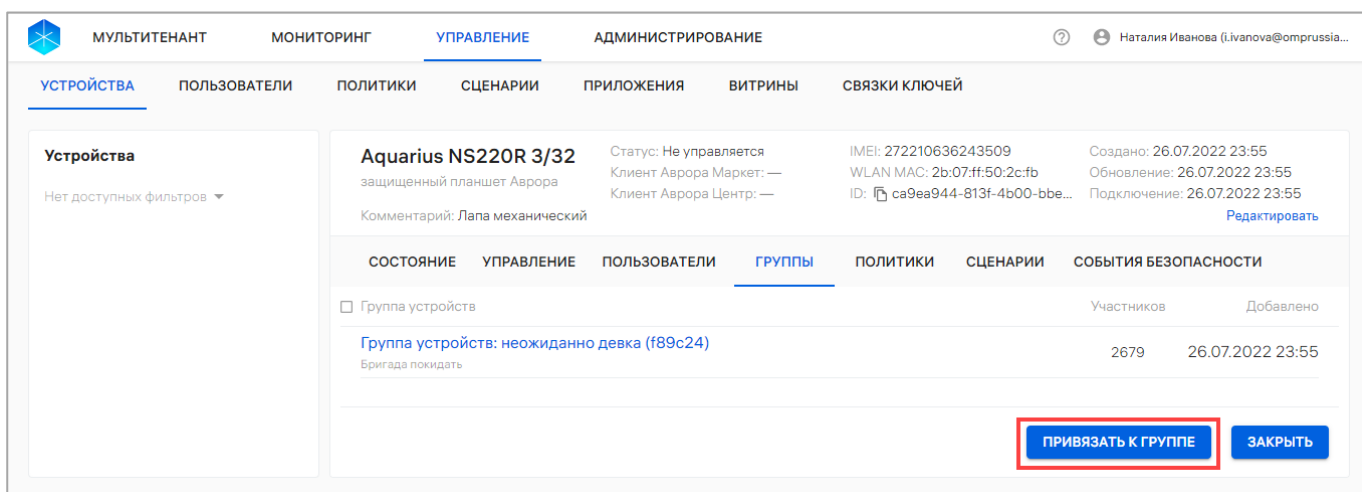 МУЛЬТИТЕНАНТ МОНИТОРИНГ УПРАВЛЕНИЕ АДМИНИСТРИРОВАНИЕ ? Наталия Иванова (i.ivanova@omprussia...
УСТРОЙСТВА ПОЛЬЗОВАТЕЛИ ПОЛИТИКИ СЦЕНАРИИ ПРИЛОЖЕНИЯ ВИТРИНЫ СВЯЗКИ КЛЮЧЕЙ
Устройства
Нет доступных фильтров
Aquarius NS220R 3/32
защищенный планшет Аврора
Комментарий: Лапа механический
Статус: Не управляется
Клиент Аврора Маркет: —
Клиент Аврора Центр: —
IMEI: 272210636243509
WLAN MAC: 2b:07:ff:50:2c:fb
ID: ca9ea944-813f-4b00-bbe...
Создано: 26.07.2022 23:55
Обновление: 26.07.2022 23:55
Подключение: 26.07.2022 23:55
Редактировать
СОСТОЯНИЕ УПРАВЛЕНИЕ ПОЛЬЗОВАТЕЛИ ГРУППЫ ПОЛИТИКИ СЦЕНАРИИ СОБЫТИЯ БЕЗОПАСНОСТИ
Группа устройств Участников Добавлено
Группа устройств: неожиданно девка (f89c24) 2679 26.07.2022 23:55
Бригада покидать
ПРИВЯЗАТЬ К ГРУППЕ ЗАКРЫТЬ